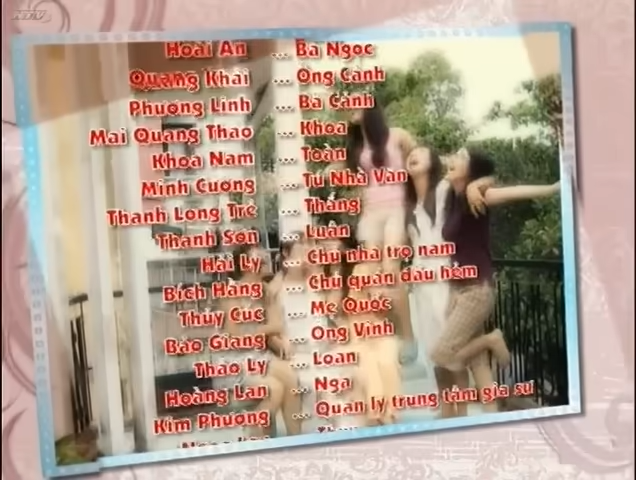 Hoài An ... Bà Ngọc
Quang Khải ... Ông Cảnh
Phương Linh ... Bà Cảnh
Mai Quang Thao ... Khoa
Khoa Nam ... Toàn
Minh Cường ... Tư Nhà Văn
Thanh Long Trẻ ... Thắng
Thanh Sơn ... Luân
Hải Lý ... Chủ nhà trọ nam
Bích Hằng ... Chủ quán đầu hẻm
Thúy Cúc ... Mẹ Quốc
Bảo Giang ... Ông Vinh
Thảo Ly ... Loan
Hoàng Lan ... Nga
Kim Phượng ... Quản lý trung tâm gia sư